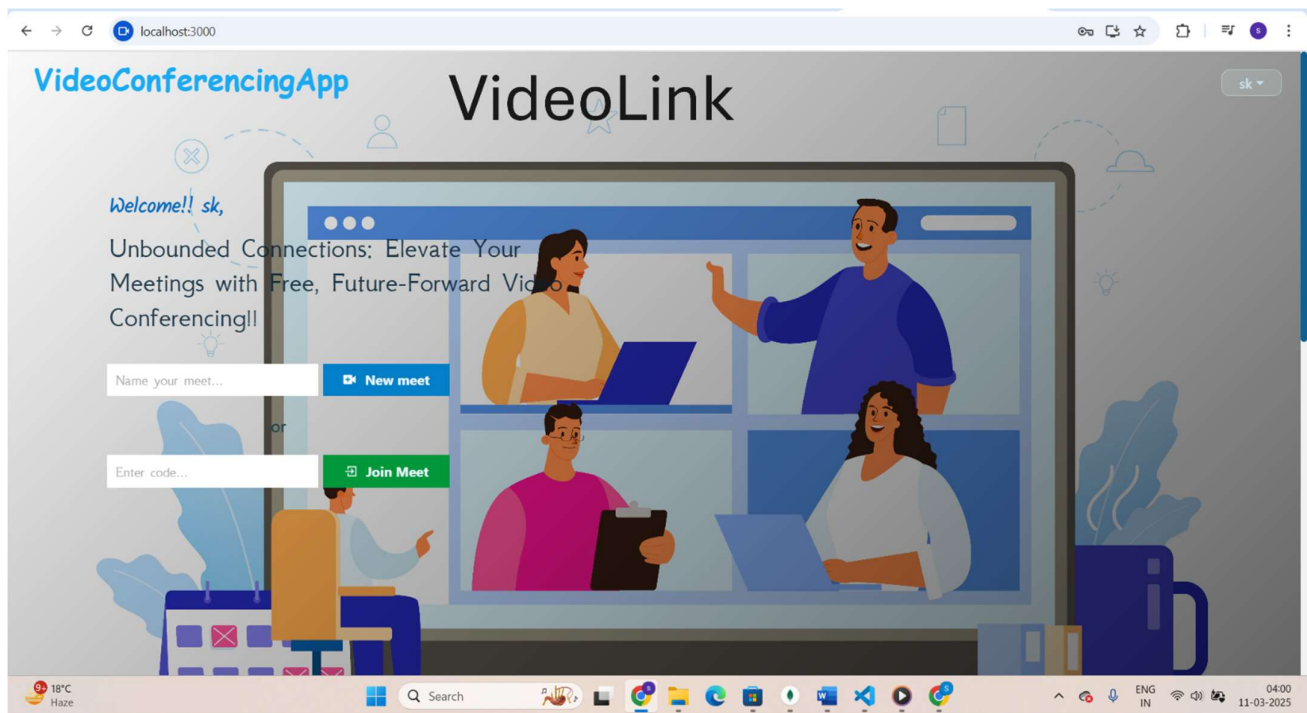 localhost:3000
VideoConferencingApp
VideoLink
sk
Welcome!! sk,
Unbounded Connections: Elevate Your
Meetings with Free, Future-Forward Video
Conferencing!!
Name your meet...
New meet
or
Enter code...
Join Meet
9+
18°C
Haze
Search
ENG
IN
04:00
11-03-2025